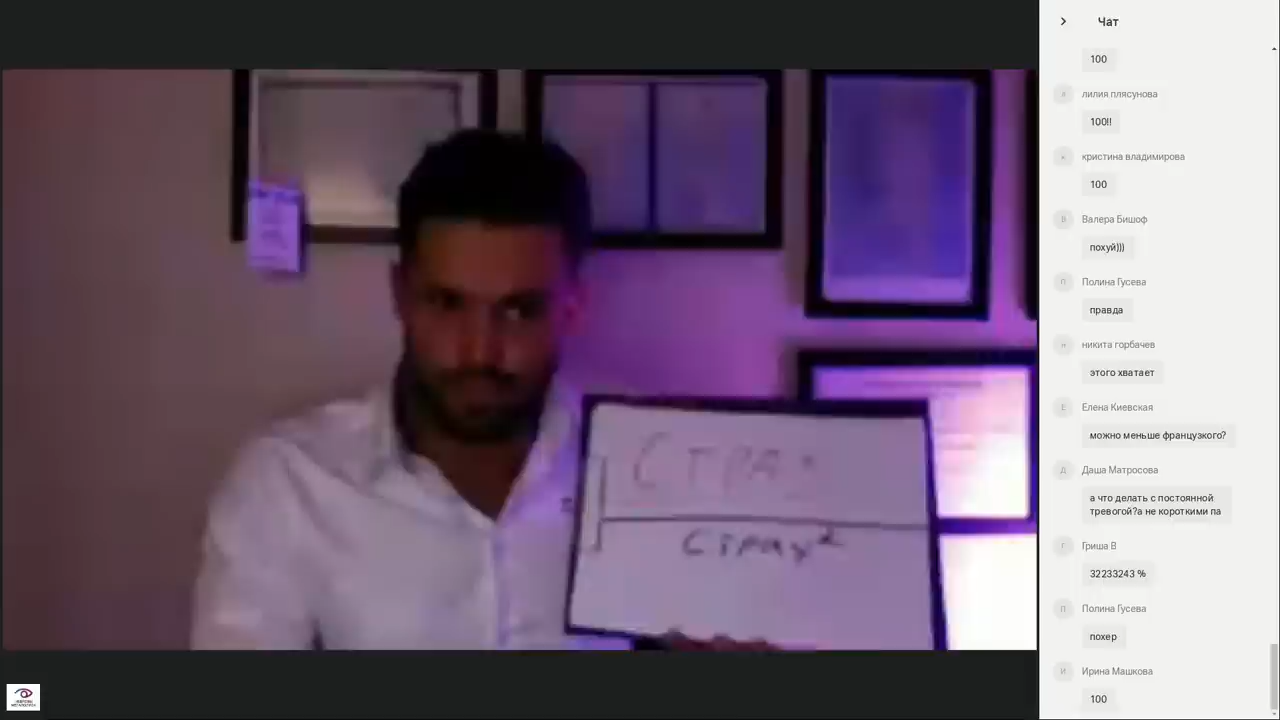 СТРАХ
СТРАХ²
Чат
100
лилия плясунова
100!!
кристина владимирова
100
Валера Бишоф
похуй)))
Полина Гусева
правда
никита горбачев
этого хватает
Елена Киевская
можно меньше французкого?
Даша Матросова
а что делать с постоянной
тревогой?а не короткими па
Гриша В
32233243 %
Полина Гусева
похер
Ирина Машкова
100